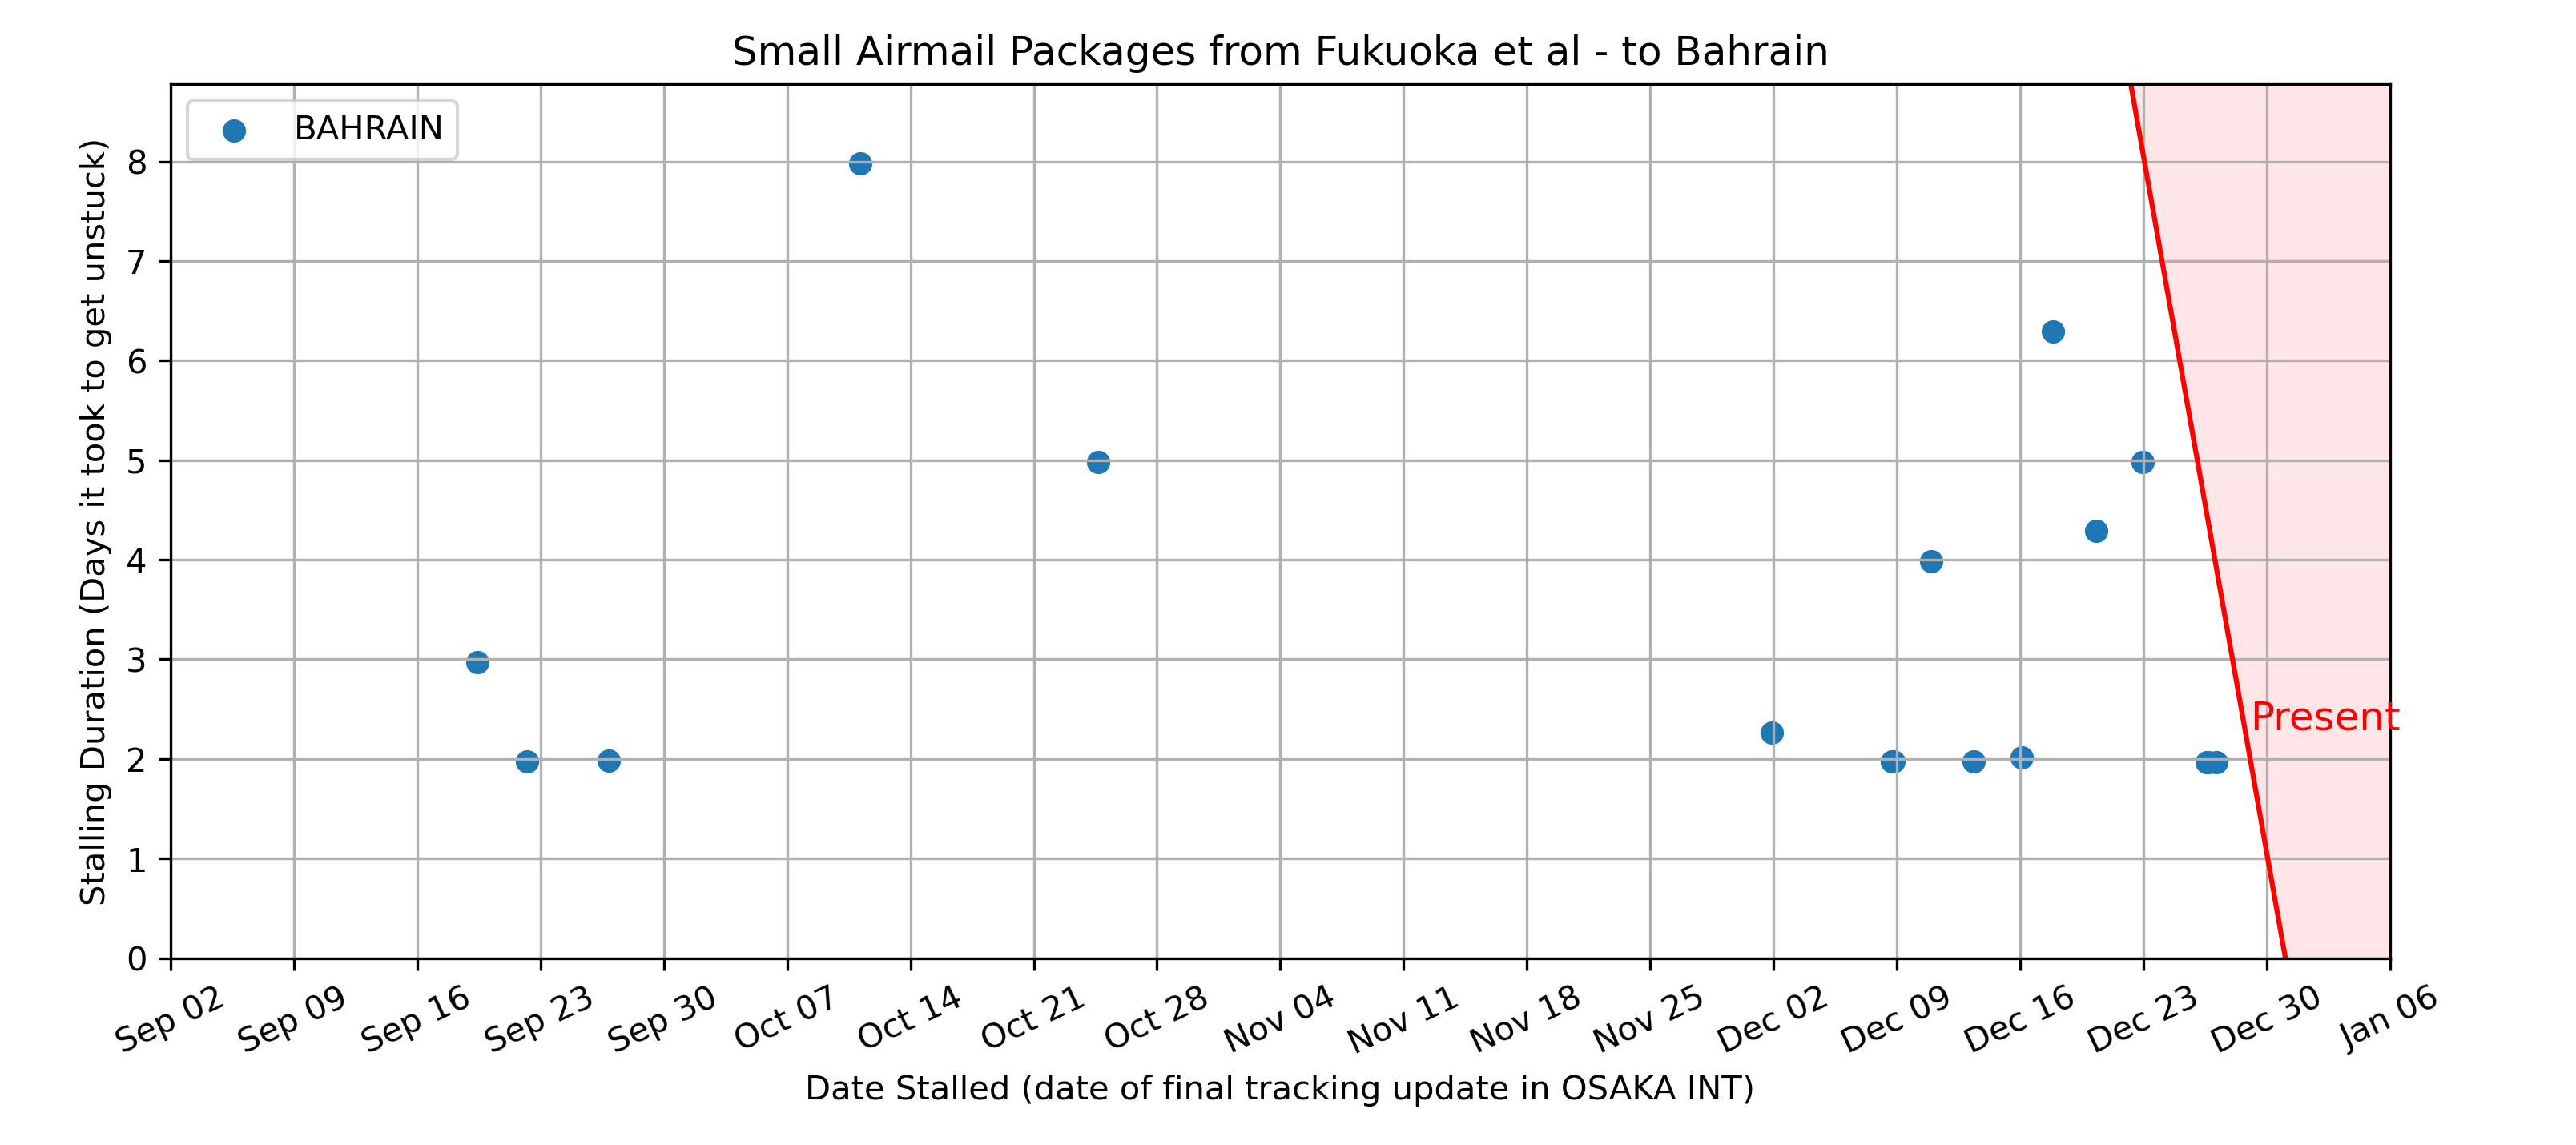 Small Airmail Packages from Fukuoka et al - to Bahrain
BAHRAIN
Stalling Duration (Days it took to get unstuck)
8
7
6
5
4
3
2
1
0
Present
Sep 02
Sep 09
Sep 16
Sep 23
Sep 30
Oct 07
Oct 14
Oct 21
Oct 28
Nov 04
Nov 11
Nov 18
Nov 25
Dec 02
Dec 09
Dec 16
Dec 23
Dec 30
Jan 06
Date Stalled (date of final tracking update in OSAKA INT)